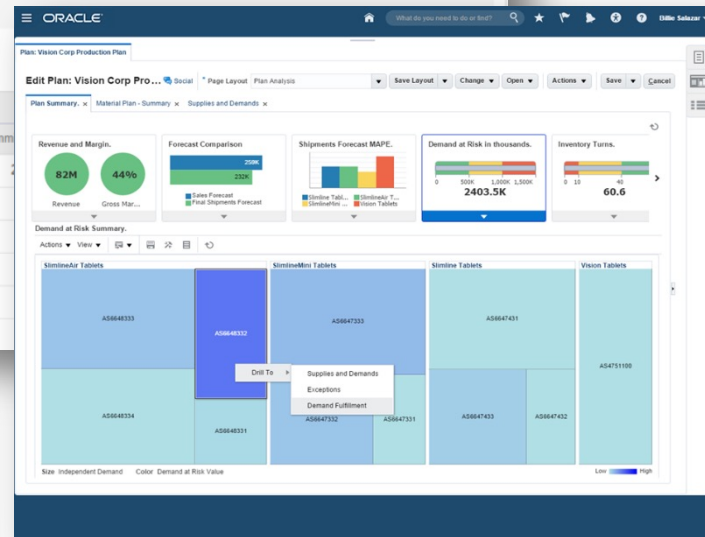 ORACLE
What do you need to do or find?
Billie Salazar
Plan: Vision Corp Production Plan
Edit Plan: Vision Corp Pro... Social * Page Layout Plan Analysis Save Layout Change Open Actions Save Cancel
Plan Summary. x Material Plan - Summary x Supplies and Demands x
Revenue and Margin.
82M 44%
Revenue Gross Mar...
Forecast Comparison
250K
232K
Sales Forecast
Final Shipments Forecast
Shipments Forecast MAPE.
Slimline Tabl... SlimlineAir T...
SlimlineMini ... Vision Tablets
Demand at Risk in thousands.
0 500K 1,000K 1,500K
2403.5K
Inventory Turns.
0 10 40
60.6
Demand at Risk Summary.
Actions View
SlimlineAir Tablets SlimlineMini Tablets Slimline Tablets Vision Tablets
AS6648333
AS6648332
AS6647333
AS6647431
AS4751100
Drill To
Supplies and Demands
Exceptions
Demand Fulfillment
AS6648334
AS6648331
AS6647332
AS6647331
AS6647433
AS6647432
Size Independent Demand Color Demand at Risk Value
Low High